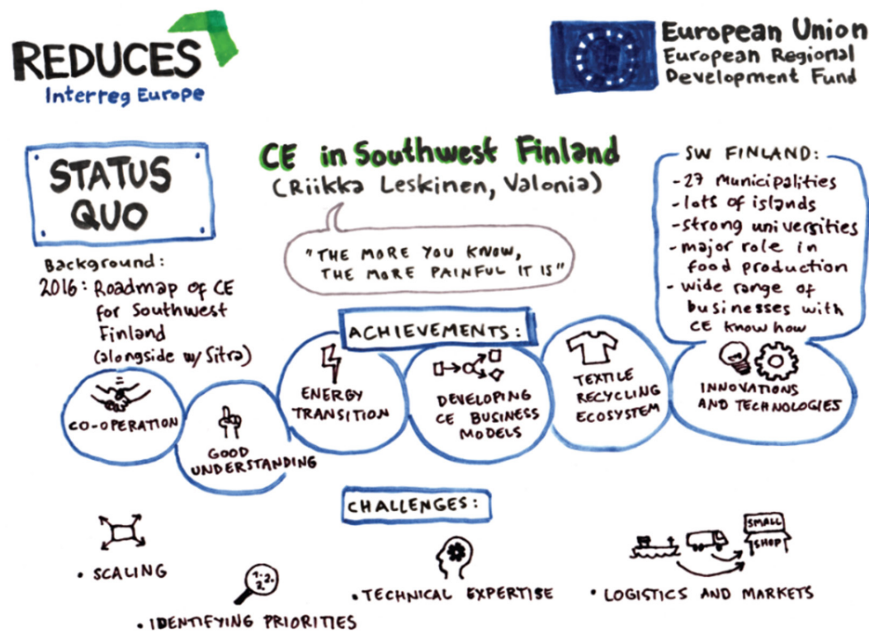 REDUCES
Interreg Europe
European Union
European Regional
Development Fund
STATUS
QUO
CE in Southwest Finland
(Riikka Leskinen, Valonia)
"THE MORE YOU KNOW,
THE MORE PAINFUL IT IS"
SW FINLAND:
- 27 Municipalities
- lots of islands
- strong universities
- major role in
food production
- wide range of
businesses with
CE know how
Background:
2016: Roadmap of CE
for Southwest
Finland
(alongside w/ Sitra)
ACHIEVEMENTS:
CO-OPERATION
GOOD
UNDERSTANDING
ENERGY
TRANSITION
DEVELOPING
CE BUSINESS
MODELS
TEXTILE
RECYCLING
ECOSYSTEM
INNOVATIONS
AND TECHNOLOGIES
CHALLENGES:
• SCALING
1. 2.
2.
• IDENTIFYING PRIORITIES
• TECHNICAL EXPERTISE
SMALL
SHOP
• LOGISTICS AND MARKETS